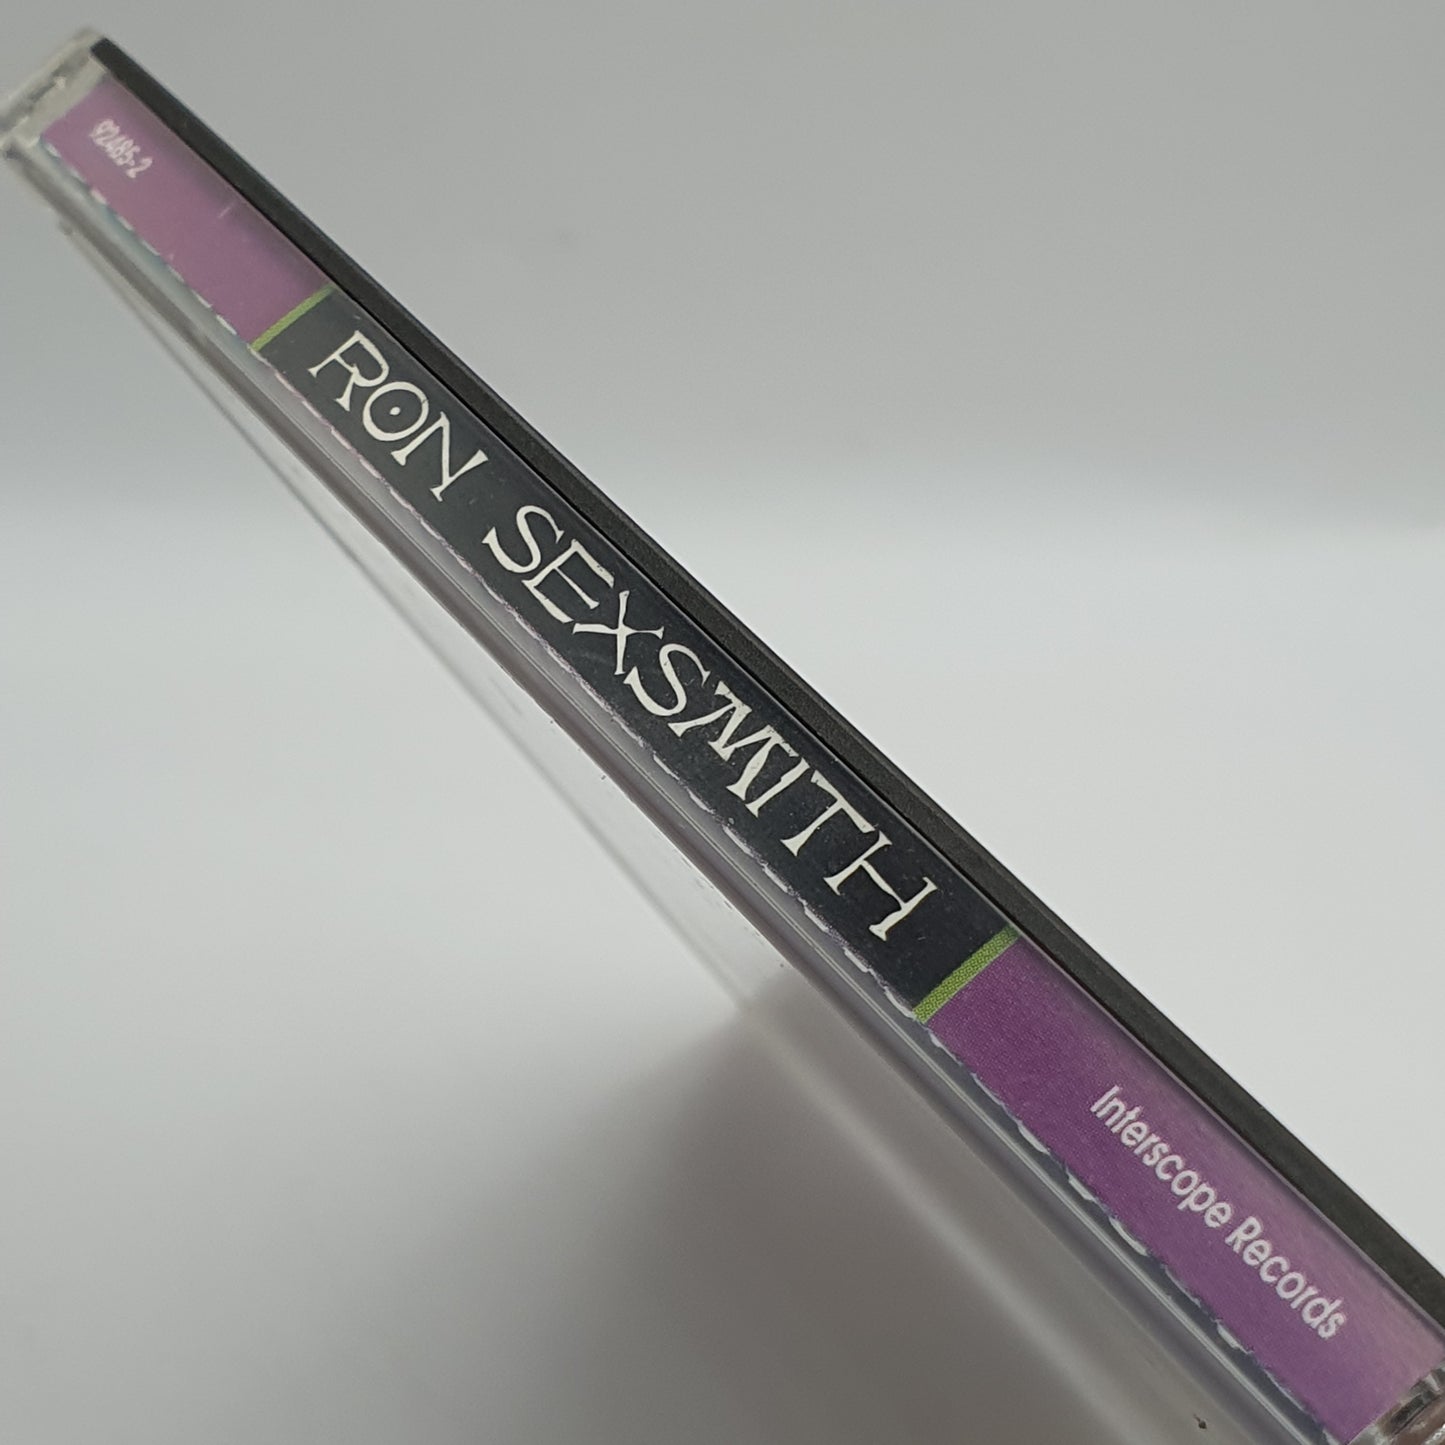 92485-2
RON SEXSMITH
Interscope Records